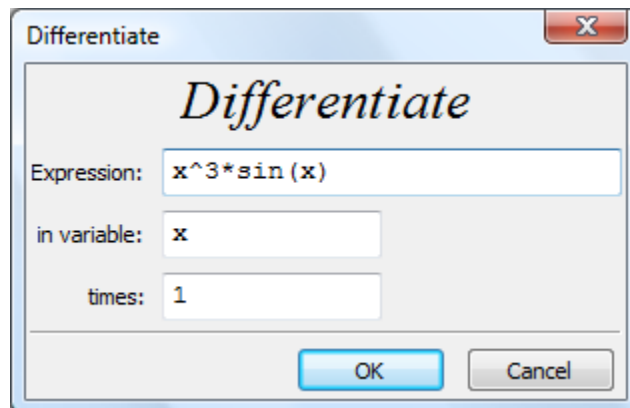 Differentiate
Differentiate
Expression: x^3*sin(x)
in variable: x
times: 1
OK Cancel